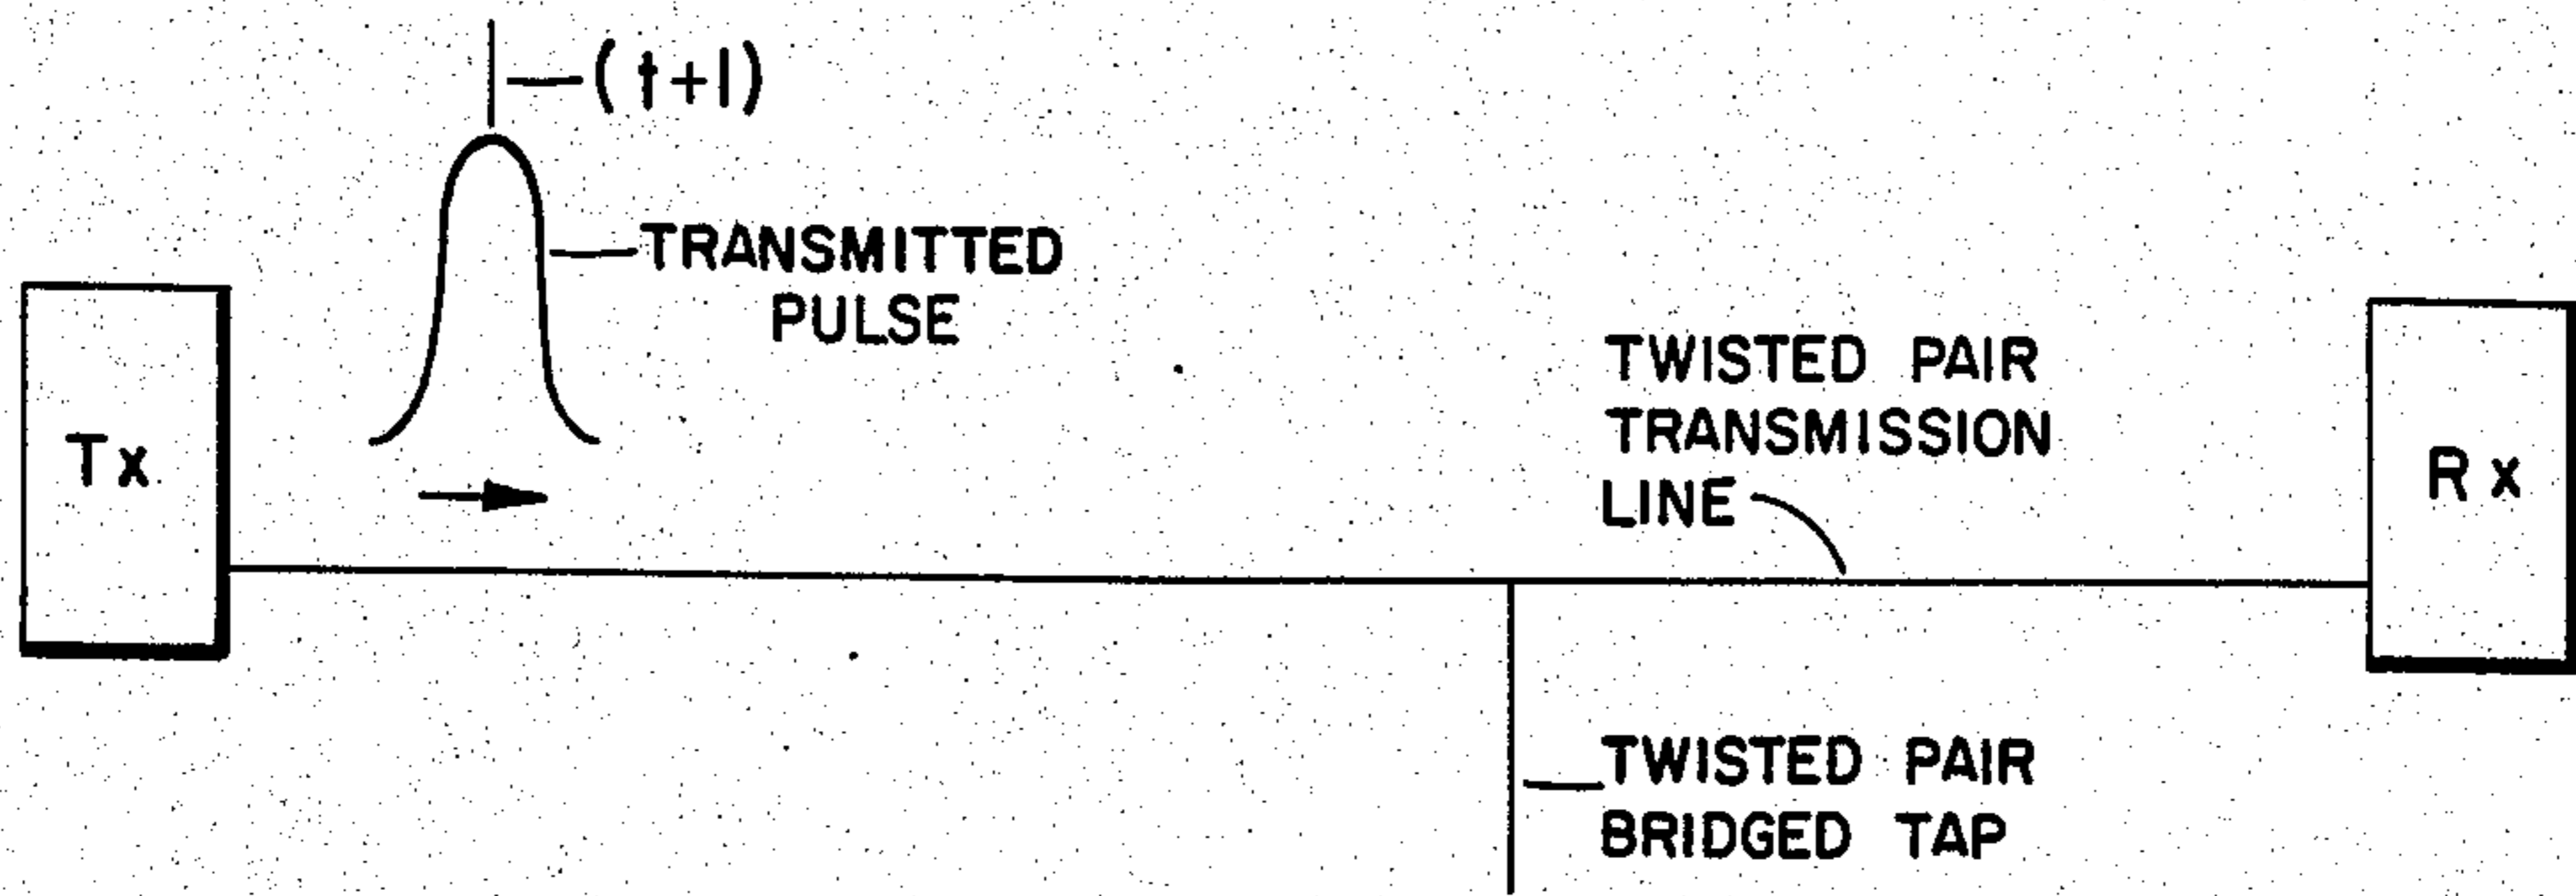 (t+1)
TRANSMITTED
PULSE
Tx
TWISTED PAIR
TRANSMISSION
LINE
Rx
TWISTED PAIR
BRIDGED TAP